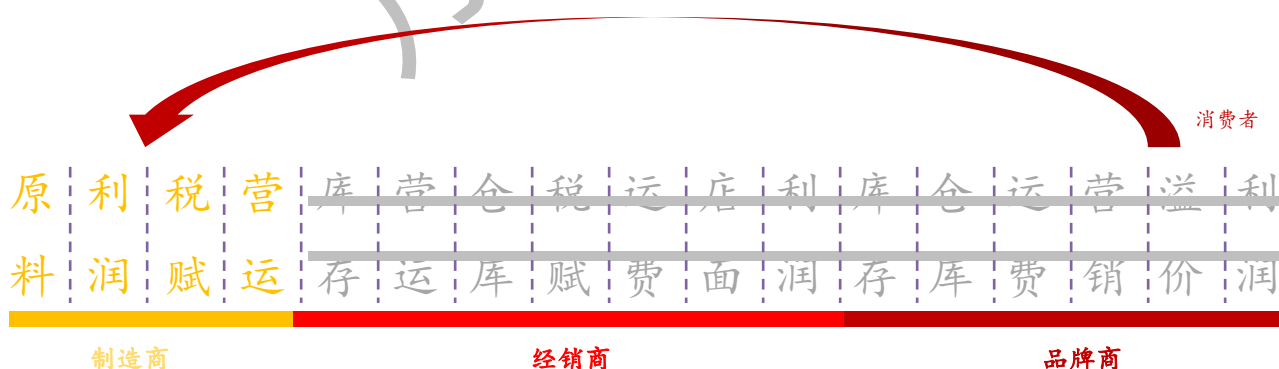 消费者
原料 利润 税赋 营运 库存 营运 仓库 税赋 运费 店面 利润 库存 仓库 运费 营销 溢价 利润
制造商 经销商 品牌商